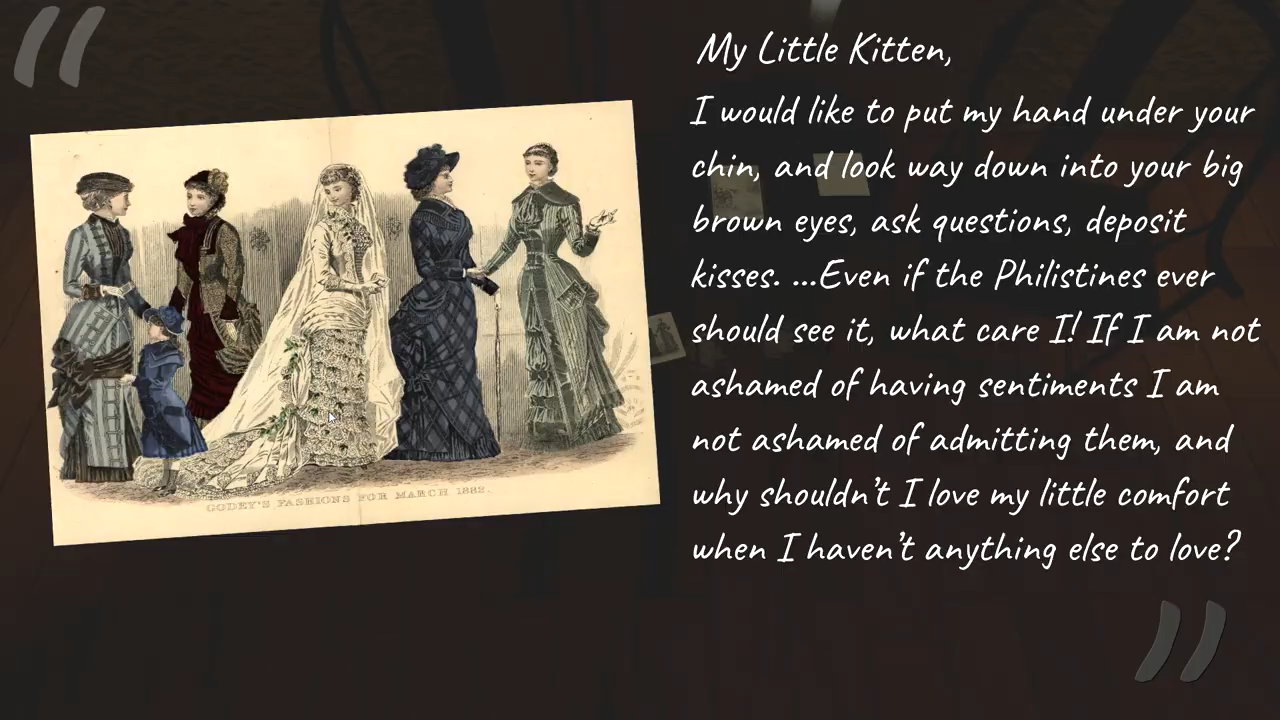 My Little Kitten,
I would like to put my hand under your
chin, and look way down into your big
brown eyes, ask questions, deposit
kisses. ...Even if the Philistines ever
should see it, what care I! If I am not
ashamed of having sentiments I am
not ashamed of admitting them, and
why shouldn't I love my little comfort
when I haven't anything else to love?
GODEY'S FASHIONS FOR MARCH 1882.